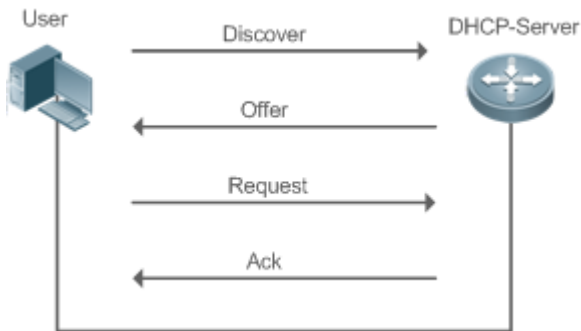 User
DHCP-Server
Discover
Offer
Request
Ack